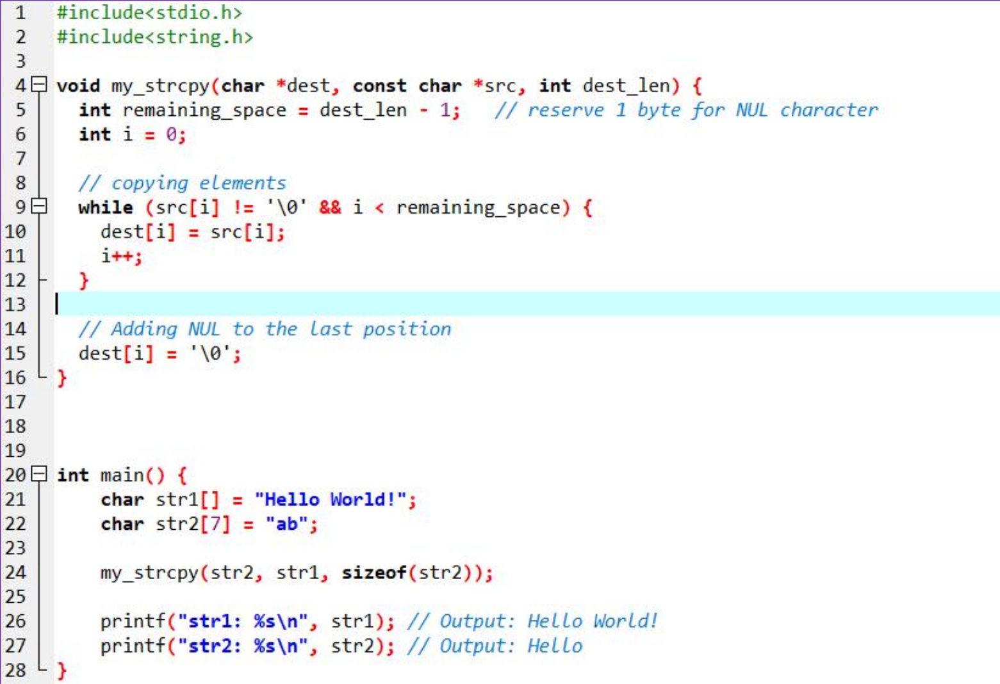 1 #include<stdio.h>
2 #include<string.h>
3
4 void my_strcpy(char *dest, const char *src, int dest_len) {
5   int remaining_space = dest_len - 1;   // reserve 1 byte for NUL character
6   int i = 0;
7
8   // copying elements
9   while (src[i] != '\0' && i < remaining_space) {
10     dest[i] = src[i];
11     i++;
12   }
13
14   // Adding NUL to the last position
15   dest[i] = '\0';
16 }
17
18
19
20 int main() {
21     char str1[] = "Hello World!";
22     char str2[7] = "ab";
23
24     my_strcpy(str2, str1, sizeof(str2));
25
26     printf("str1: %s\n", str1); // Output: Hello World!
27     printf("str2: %s\n", str2); // Output: Hello
28 }